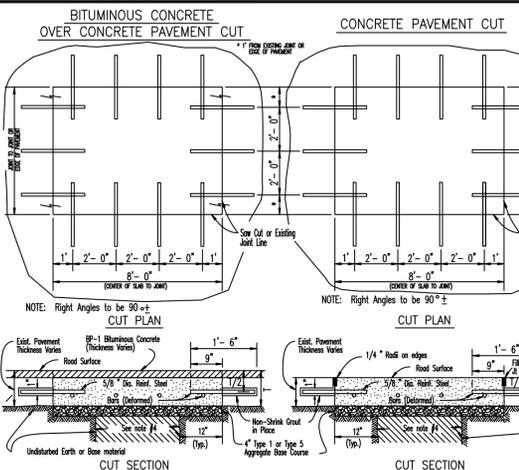 BITUMINOUS CONCRETE
OVER CONCRETE PAVEMENT CUT
* 1' FROM EXISTING JOINT OR
EDGE OF PAVEMENT
JOINT TO JOINT OR
EDGE OF PAVEMENT
*
2'- 0"
2'- 0"
*
Saw Cut or Existing
Joint Line
1' 2'- 0" 2'- 0" 2'- 0" 1'
8'- 0"
(CENTER OF SLAB TO JOINT)
NOTE: Right Angles to be 90 ° ±
CUT PLAN
Exist. Pavement
Thickness Varies
BP-1 Bituminous Concrete
(Thickness Varies)
Road Surface
1'- 6"
9"
5/8 " Dia. Reinf. Steel
Bars (Deformed)
T
T/2
Non-Shrink Grout
in Place
See note #4
12"
(Typ.)
4" Type 1 or Type 5
Aggregate Base Course
Undisturbed Earth or Base material
CUT SECTION
CONCRETE PAVEMENT CUT
1' 2'- 0" 2'- 0" 2'- 0" 1'
8'- 0"
(CENTER OF SLAB TO JOINT)
NOTE: Right Angles to be 90° ±
CUT PLAN
Exist. Pavement
Thickness Varies
1/4 " Radii on edges
Road Surface
1'- 6"
9"
5/8 " Dia. Reinf. Steel
Bars (Deformed)
T/2
12"
(Typ.)
See note #4
CUT SECTION